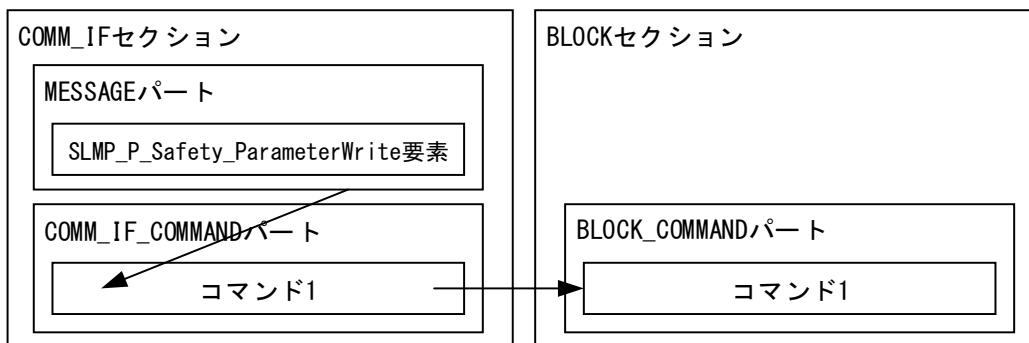 COMM_IFセクション
MESSAGEパート
SLMP_P_Safety_ParameterWrite要素
COMM_IF_COMMANDパート
コマンド1
BLOCKセクション
BLOCK_COMMANDパート
コマンド1